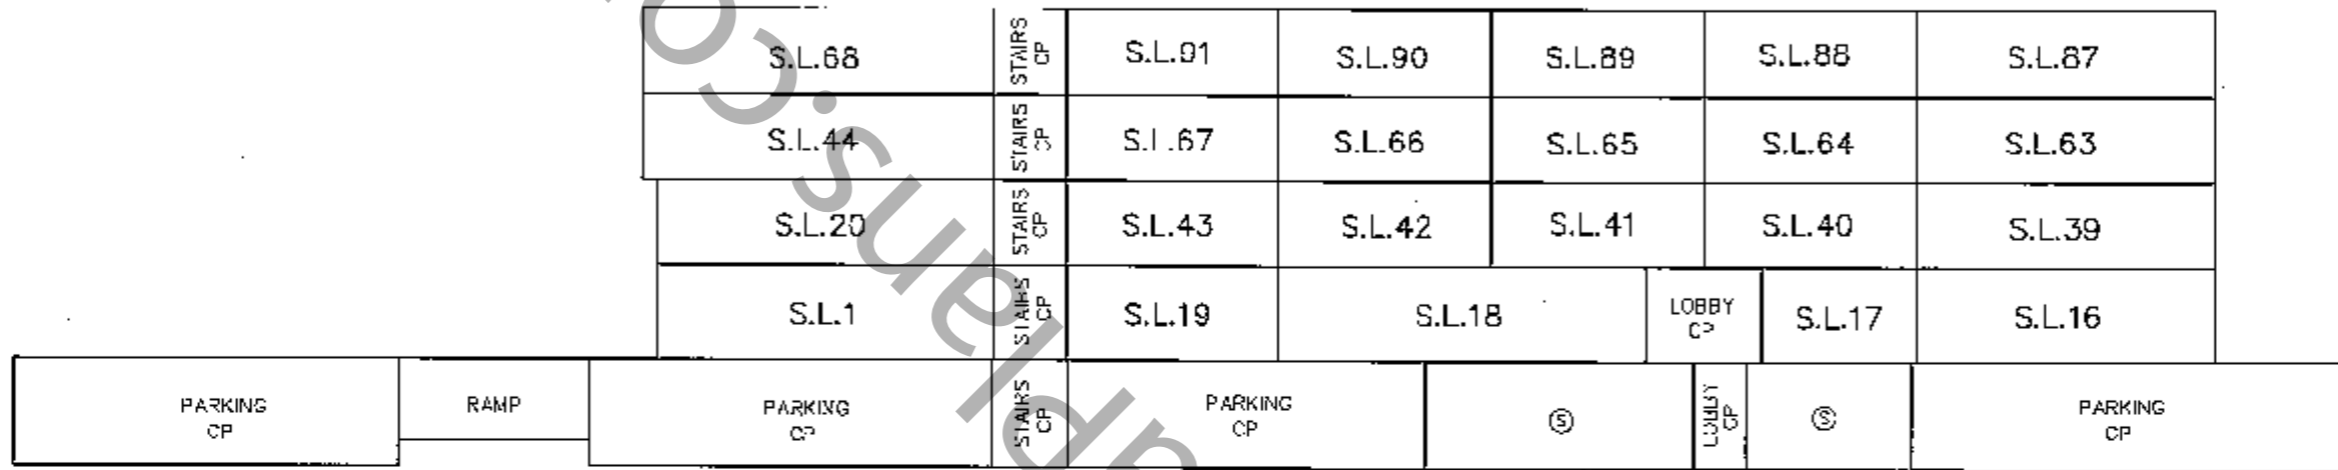 S.L.68 STAIRS CP S.L.91 S.L.90 S.L.89 S.L.88 S.L.87
S.L.44 STAIRS CP S.L.67 S.L.66 S.L.65 S.L.64 S.L.63
S.L.20 STAIRS CP S.L.43 S.L.42 S.L.41 S.L.40 S.L.39
S.L.1 STAIRS CP S.L.19 S.L.18 LOBBY CP S.L.17 S.L.16
PARKING CP RAMP PARKING CP STAIRS CP PARKING CP Ⓢ LOBBY CP Ⓢ PARKING CP
plans.co